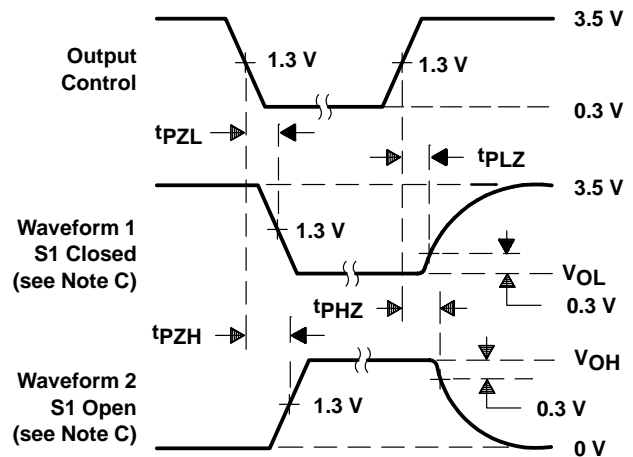 3.5 V
Output
Control
1.3 V
1.3 V
0.3 V
tPZL
tPLZ
3.5 V
Waveform 1
S1 Closed
(see Note C)
1.3 V
VOL
0.3 V
tPHZ
tPZH
VOH
Waveform 2
S1 Open
(see Note C)
1.3 V
0.3 V
0 V